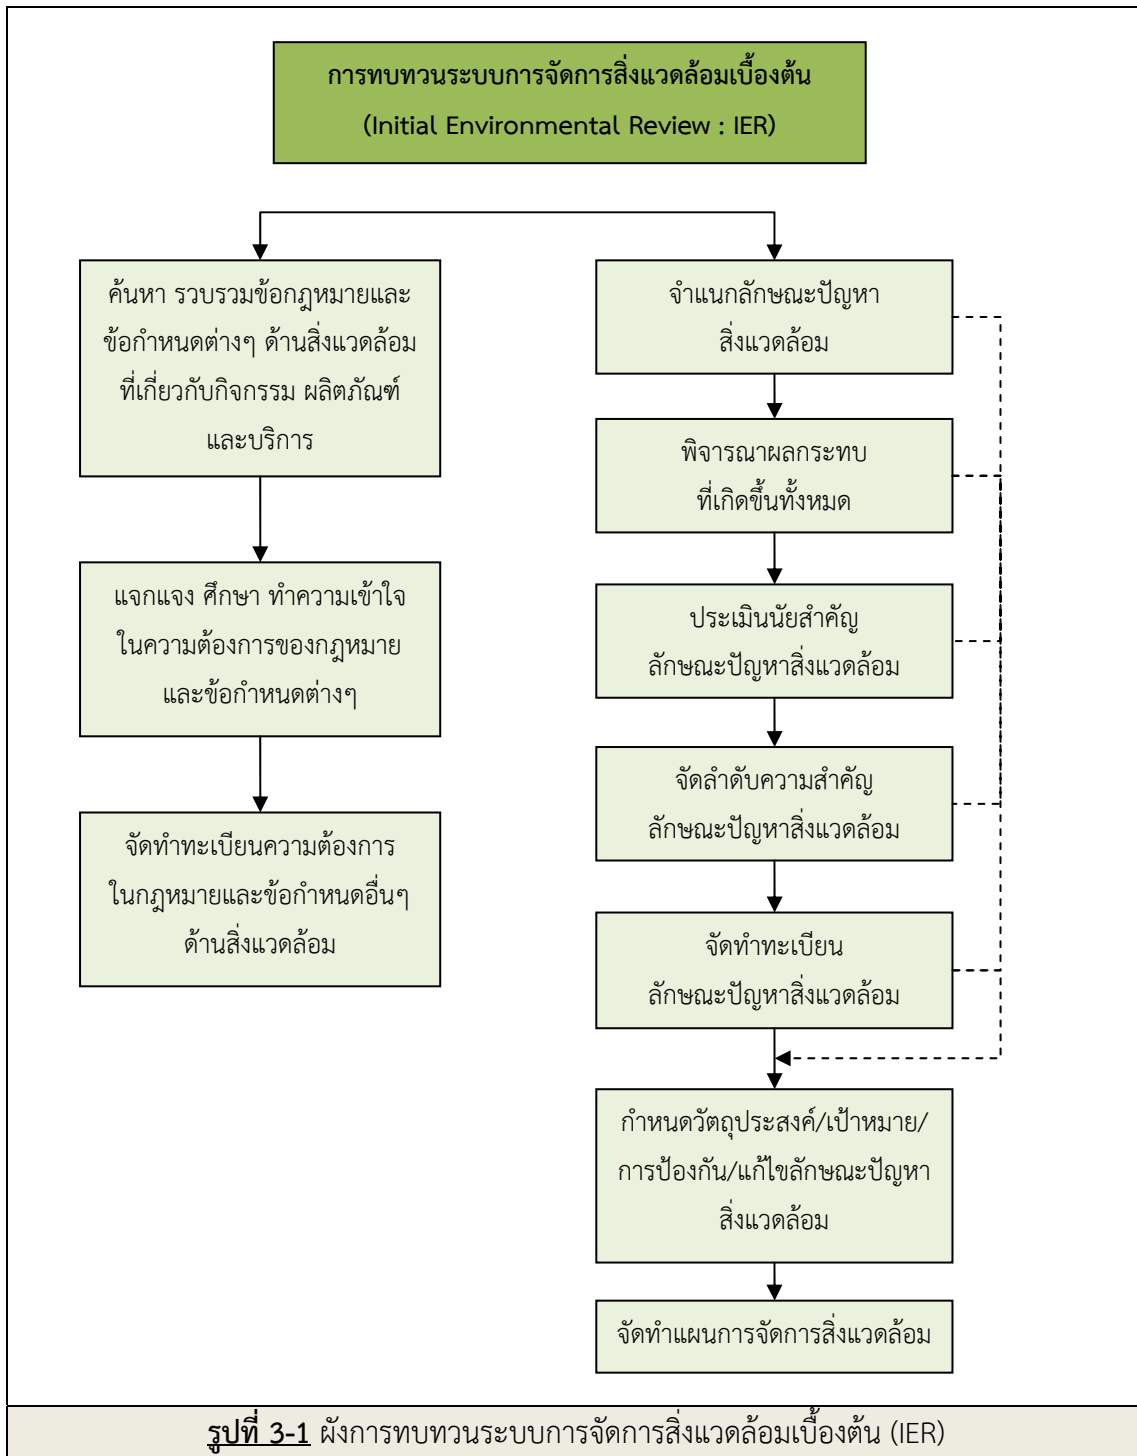 การทบทวนระบบการจัดการสิ่งแวดล้อมเบื้องต้น
(Initial Environmental Review : IER)
ค้นหา รวบรวมข้อกฎหมายและ
ข้อกำหนดต่างๆ ด้านสิ่งแวดล้อม
ที่เกี่ยวกับกิจกรรม ผลิตภัณฑ์
และบริการ
แจกแจง ศึกษา ทำความเข้าใจ
ในความต้องการของกฎหมาย
และข้อกำหนดต่างๆ
จัดทำทะเบียนความต้องการ
ในกฎหมายและข้อกำหนดอื่นๆ
ด้านสิ่งแวดล้อม
จำแนกลักษณะปัญหา
สิ่งแวดล้อม
พิจารณาผลกระทบ
ที่เกิดขึ้นทั้งหมด
ประเมินนัยสำคัญ
ลักษณะปัญหาสิ่งแวดล้อม
จัดลำดับความสำคัญ
ลักษณะปัญหาสิ่งแวดล้อม
จัดทำทะเบียน
ลักษณะปัญหาสิ่งแวดล้อม
กำหนดวัตถุประสงค์/เป้าหมาย/
การป้องกัน/แก้ไขลักษณะปัญหา
สิ่งแวดล้อม
จัดทำแผนการจัดการสิ่งแวดล้อม
รูปที่ 3-1 ผังการทบทวนระบบการจัดการสิ่งแวดล้อมเบื้องต้น (IER)